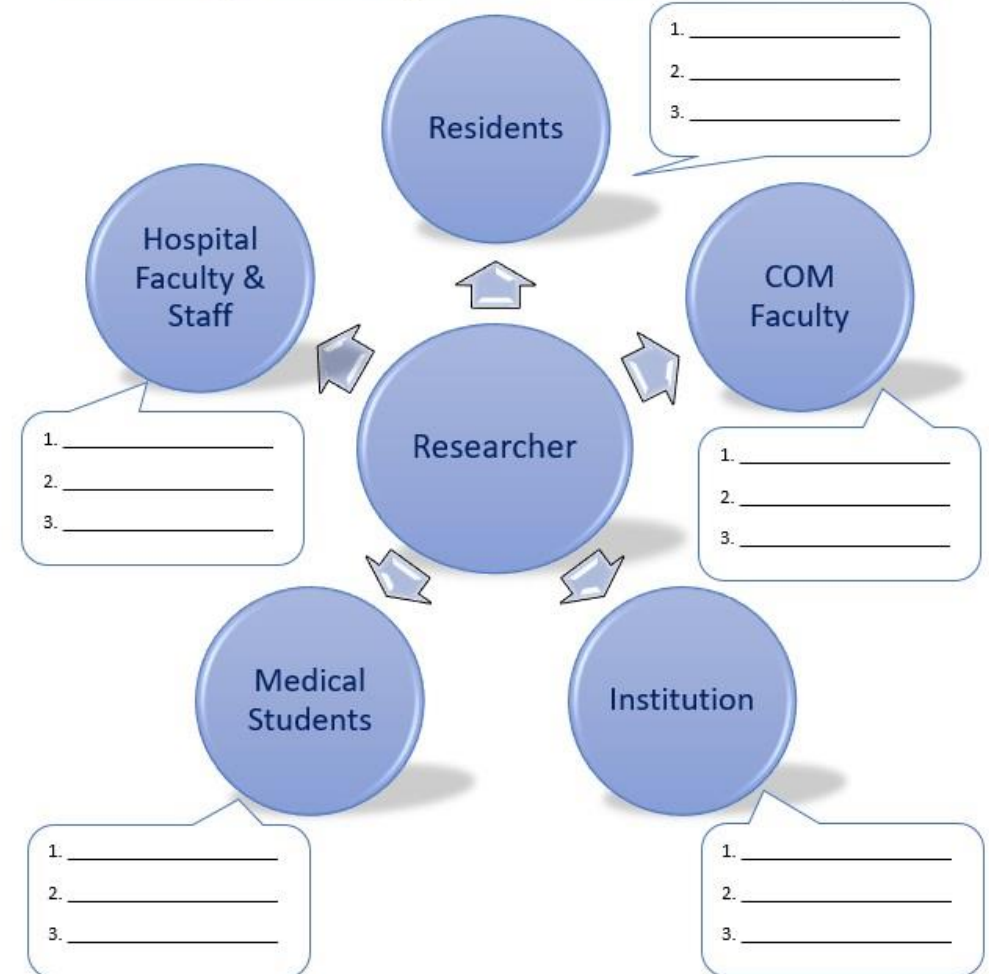 Residents
1.
2.
3.
Hospital
Faculty &
Staff
1.
2.
3.
COM
Faculty
1.
2.
3.
Researcher
Medical
Students
1.
2.
3.
Institution
1.
2.
3.